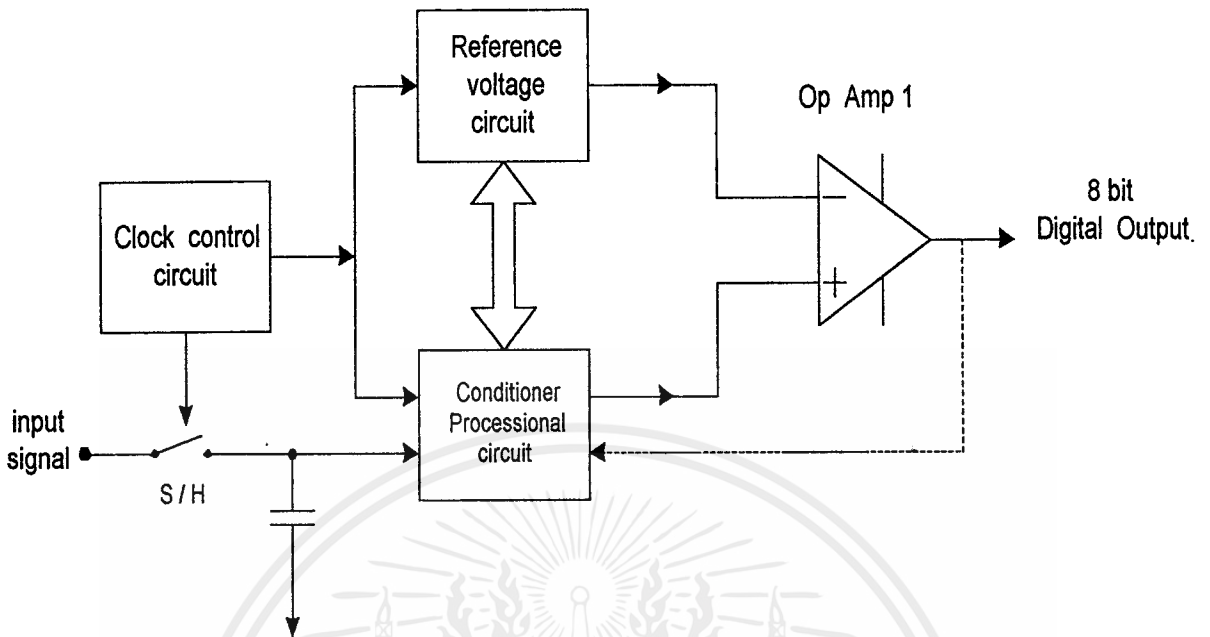 Reference
voltage
circuit
Op Amp 1
8 bit
Digital Output.
Clock control
circuit
Conditioner
Processional
circuit
input
signal
S / H